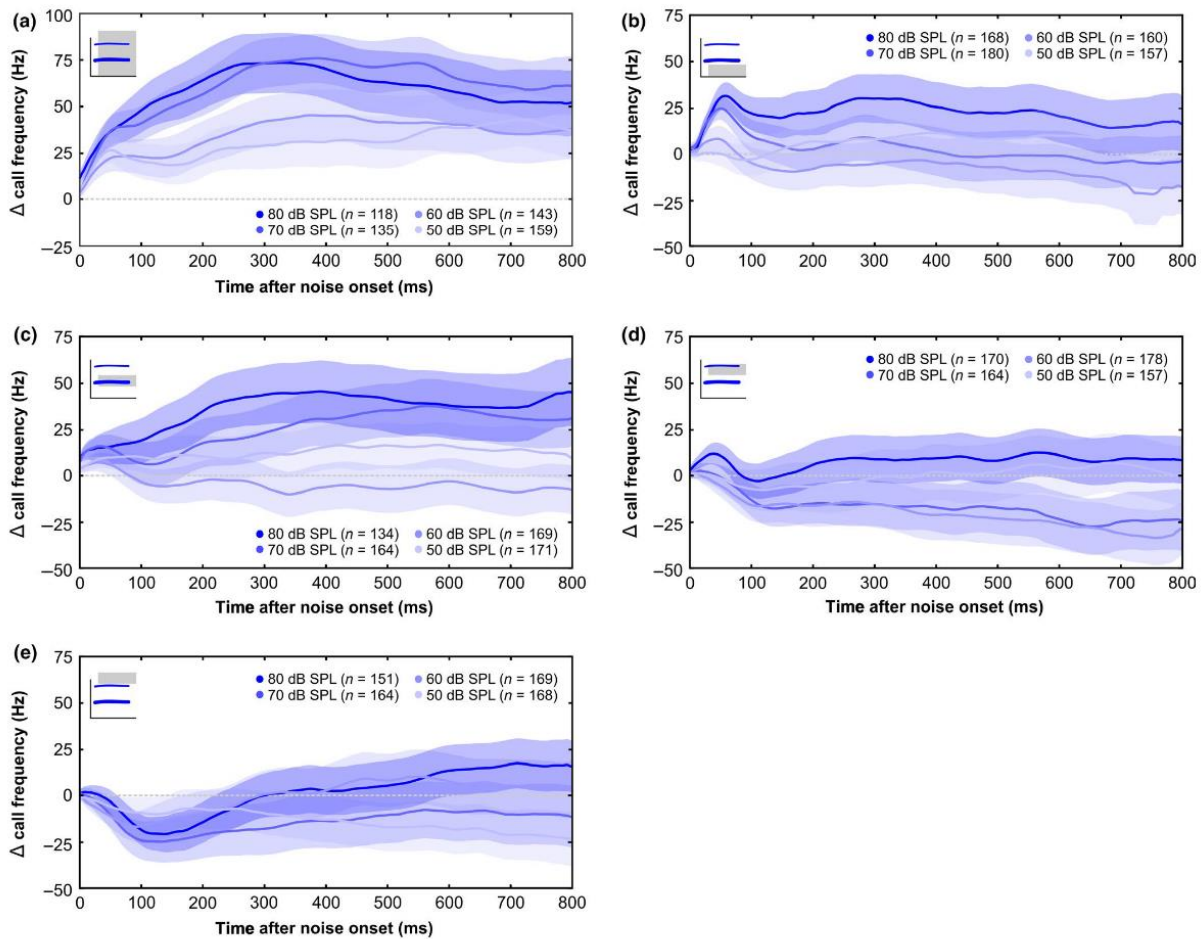 (a)
100
75
50
25
0
–25
Δ call frequency (Hz)
80 dB SPL (n = 118) 60 dB SPL (n = 143)
70 dB SPL (n = 135) 50 dB SPL (n = 159)
0 100 200 300 400 500 600 700 800
Time after noise onset (ms)
(b)
75
50
25
0
–25
–50
Δ call frequency (Hz)
80 dB SPL (n = 168) 60 dB SPL (n = 160)
70 dB SPL (n = 180) 50 dB SPL (n = 157)
0 100 200 300 400 500 600 700 800
(c)
75
50
25
0
–25
–50
Δ call frequency (Hz)
80 dB SPL (n = 134) 60 dB SPL (n = 169)
70 dB SPL (n = 164) 50 dB SPL (n = 171)
0 100 200 300 400 500 600 700 800
Time after noise onset (ms)
(d)
75
50
25
0
–25
–50
Δ call frequency (Hz)
80 dB SPL (n = 170) 60 dB SPL (n = 178)
70 dB SPL (n = 164) 50 dB SPL (n = 157)
0 100 200 300 400 500 600 700 800
Time after noise onset (ms)
(e)
75
50
25
0
–25
–50
Δ call frequency (Hz)
80 dB SPL (n = 151) 60 dB SPL (n = 169)
70 dB SPL (n = 164) 50 dB SPL (n = 168)
0 100 200 300 400 500 600 700 800
Time after noise onset (ms)